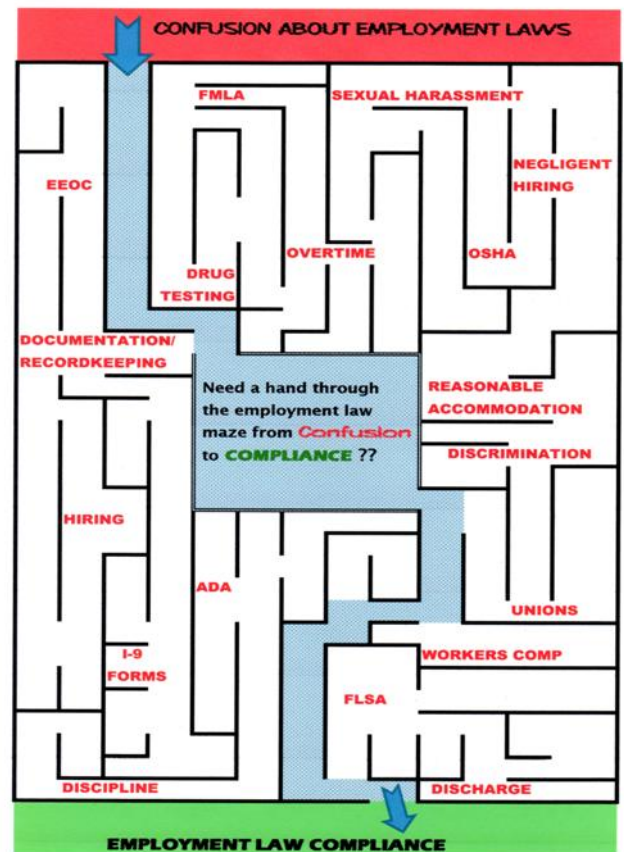 CONFUSION ABOUT EMPLOYMENT LAWS
FMLA
SEXUAL HARASSMENT
NEGLIGENT
HIRING
EEOC
OVERTIME
OSHA
DRUG
TESTING
DOCUMENTATION/
RECORDKEEPING
Need a hand through
the employment law
maze from Confusion
to COMPLIANCE ??
REASONABLE
ACCOMMODATION
DISCRIMINATION
HIRING
ADA
UNIONS
I-9
FORMS
WORKERS COMP
FLSA
DISCIPLINE
DISCHARGE
EMPLOYMENT LAW COMPLIANCE